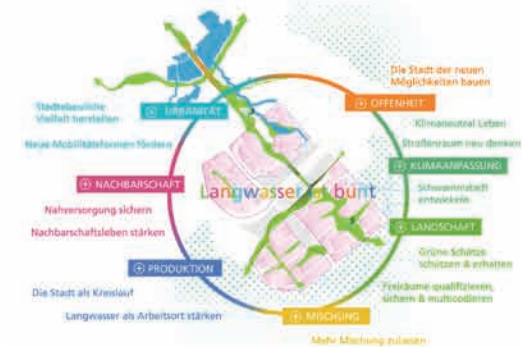 Die Stadt der neuen
Möglichkeiten bauen
OFFENHEIT
Klimaneutral Leben
Straßenraum neu denken
KLIMAANPASSUNG
Schwammstadt
entwickeln
LANDSCHAFT
Grüne Schätze
schützen & erhalten
Freiräume qualifizieren,
sichern & multicodieren
MISCHUNG
Mehr Mischung zulassen
PRODUKTION
Die Stadt als Kreislauf
Langwasser als Arbeitsort stärken
NACHBARSCHAFT
Nahversorgung sichern
Nachbarschaftsleben stärken
URBANITÄT
Städtebauliche
Vielfalt herstellen
Neue Mobilitätsformen fördern
Langwasser ist bunt